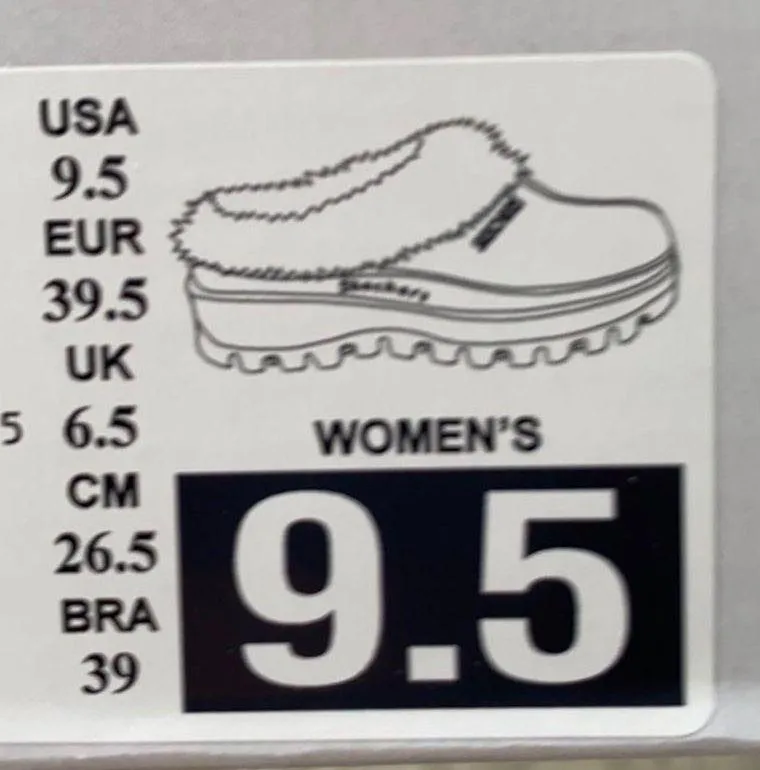 USA
9.5
EUR
39.5
UK
5 6.5
CM
26.5
BRA
39
Skechers
WOMEN'S
9.5